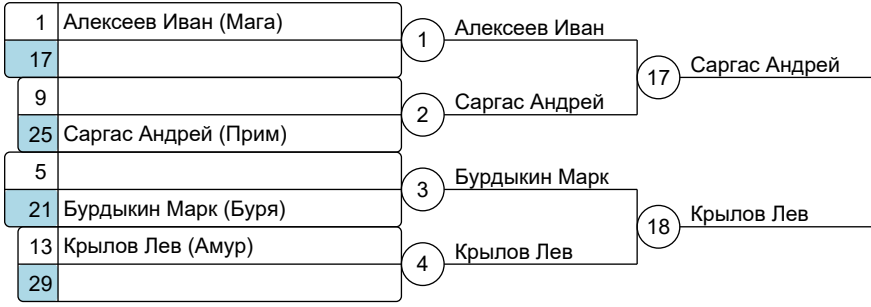 1 Алексеев Иван (Мага)
17
9
25 Саргас Андрей (Прим)
5
21 Бурдыкин Марк (Буря)
13 Крылов Лев (Амур)
29
1 Алексеев Иван
2 Саргас Андрей
3 Бурдыкин Марк
4 Крылов Лев
17 Саргас Андрей
18 Крылов Лев